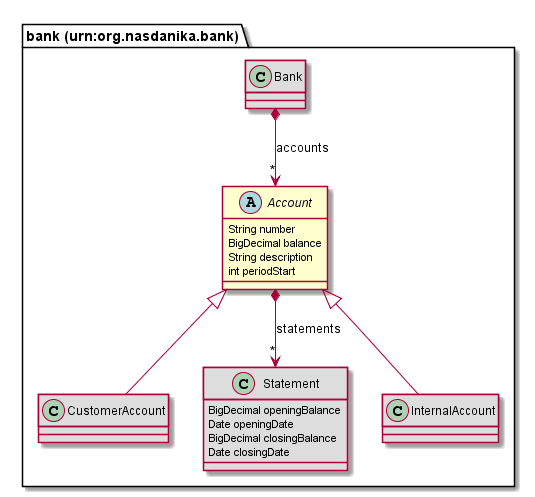 bank (urn:org.nasdanika.bank)
C Bank
accounts
*
A Account
String number
BigDecimal balance
String description
int periodStart
statements
*
C CustomerAccount
C Statement
BigDecimal openingBalance
Date openingDate
BigDecimal closingBalance
Date closingDate
C InternalAccount